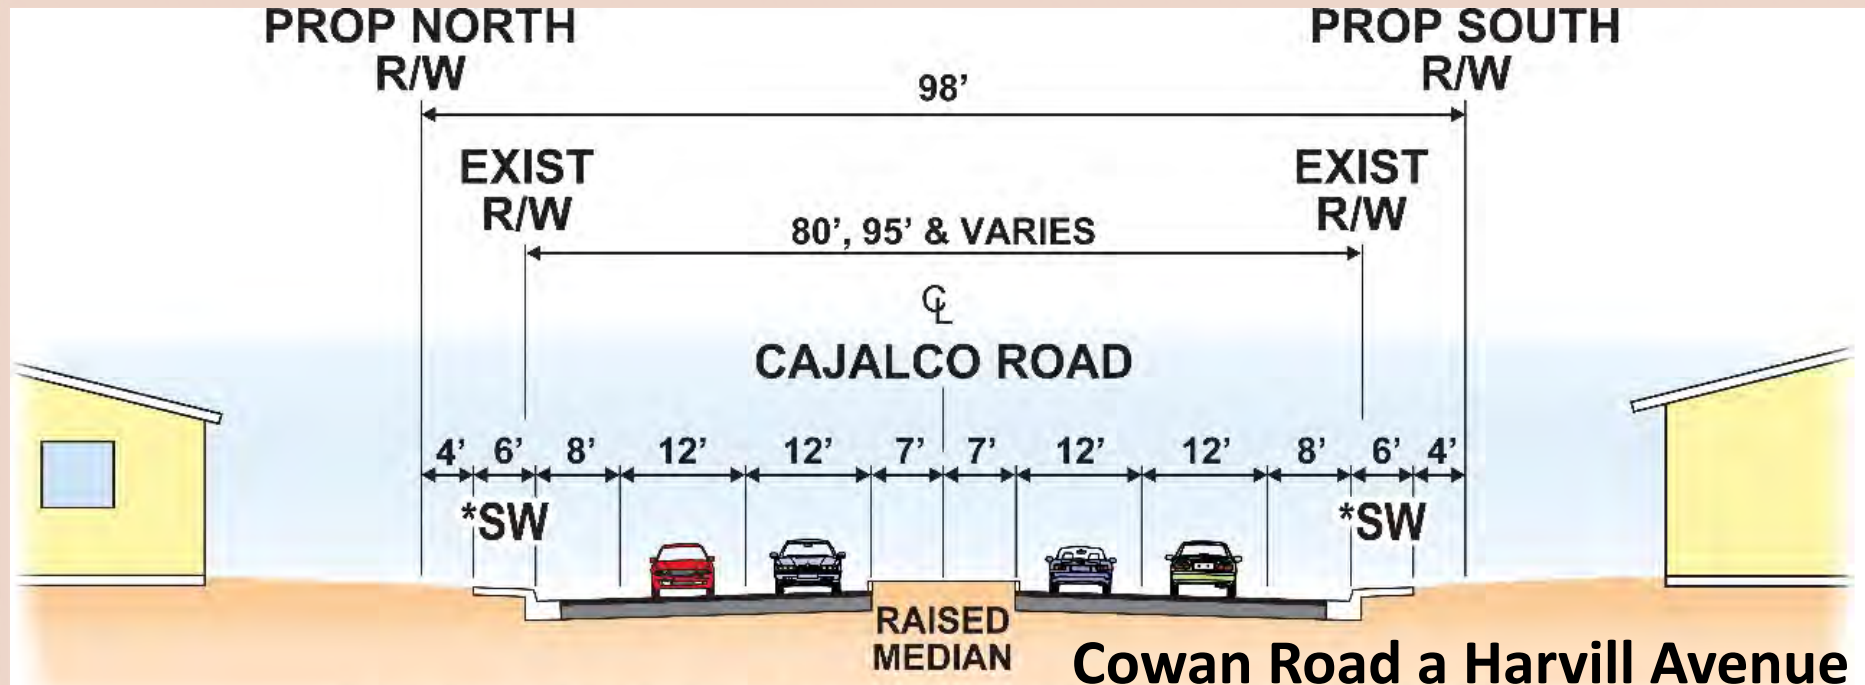 PROP NORTH
R/W
PROP SOUTH
R/W
98’
EXIST
R/W
EXIST
R/W
80’, 95’ & VARIES
℄
CAJALCO ROAD
4’ 6’ 8’ 12’ 12’ 7’ 7’ 12’ 12’ 8’ 6’ 4’
*SW
*SW
RAISED
MEDIAN
Cowan Road a Harvill Avenue